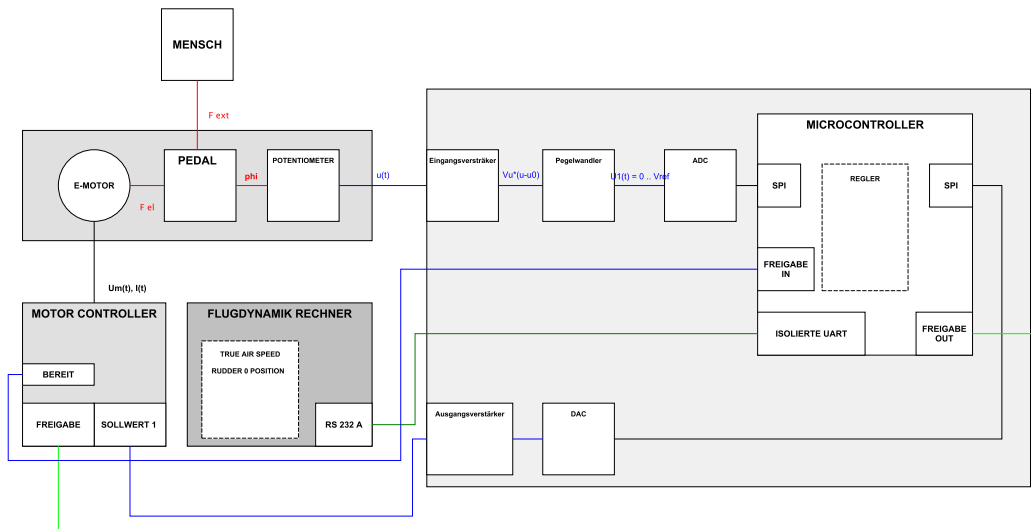 MENSCH
F ext
MICROCONTROLLER
PEDAL
POTENTIOMETER
Eingangsversträker
Pegelwandler
ADC
E-MOTOR
phi
u(t)
Vu*(u-u0)
U1(t) = 0 .. Vref
SPI
REGLER
SPI
F el
FREIGABE
IN
Um(t), I(t)
MOTOR CONTROLLER
FLUGDYNAMIK RECHNER
ISOLIERTE UART
FREIGABE
OUT
TRUE AIR SPEED
RUDDER 0 POSITION
BEREIT
FREIGABE
SOLLWERT 1
RS 232 A
Ausgangsverstärker
DAC